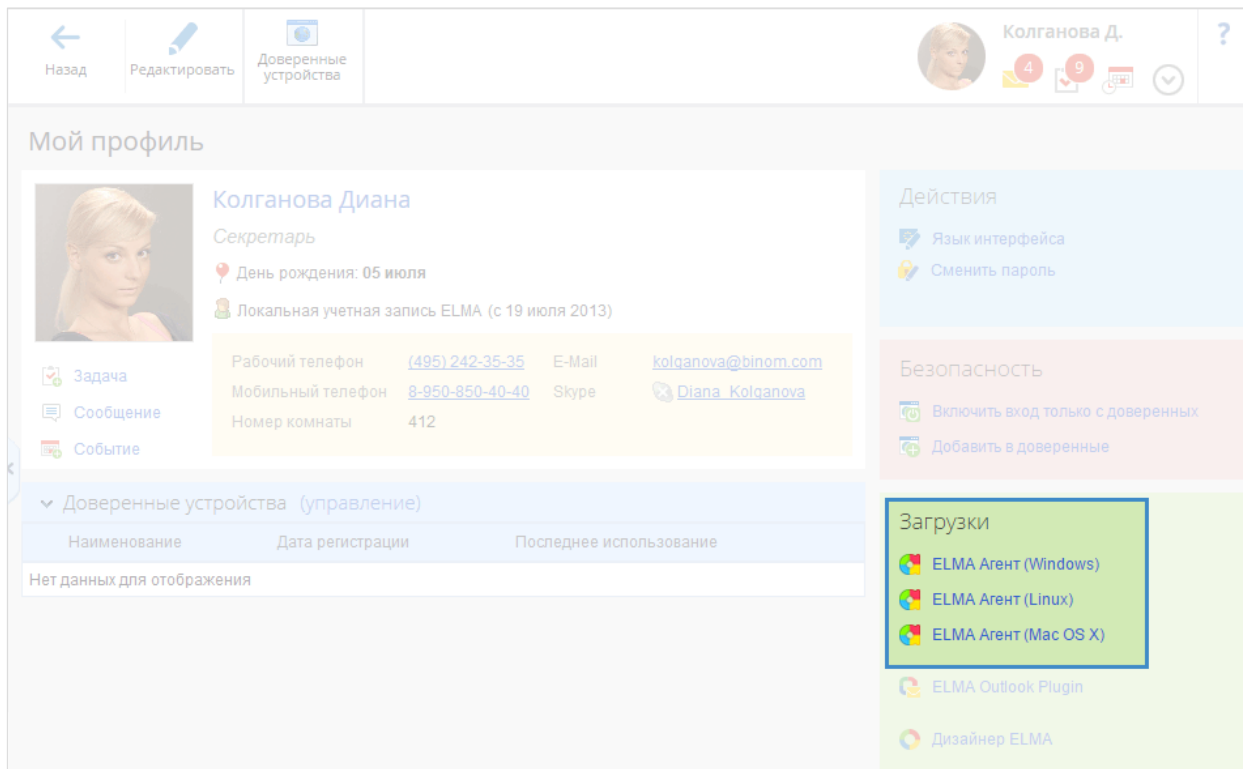 Назад
Редактировать
Доверенные
устройства
Колганова Д.
4
9
?
Мой профиль
Колганова Диана
Секретарь
День рождения: 05 июля
Локальная учетная запись ELMA (с 19 июля 2013)
Рабочий телефон (495) 242-35-35 E-Mail kolganova@binom.com
Мобильный телефон 8-950-850-40-40 Skype Diana_Kolganova
Номер комнаты 412
Задача
Сообщение
Событие
Доверенные устройства (управление)
Наименование Дата регистрации Последнее использование
Нет данных для отображения
Действия
Язык интерфейса
Сменить пароль
Безопасность
Включить вход только с доверенных
Добавить в доверенные
Загрузки
ELMA Агент (Windows)
ELMA Агент (Linux)
ELMA Агент (Mac OS X)
ELMA Outlook Plugin
Дизайнер ELMA